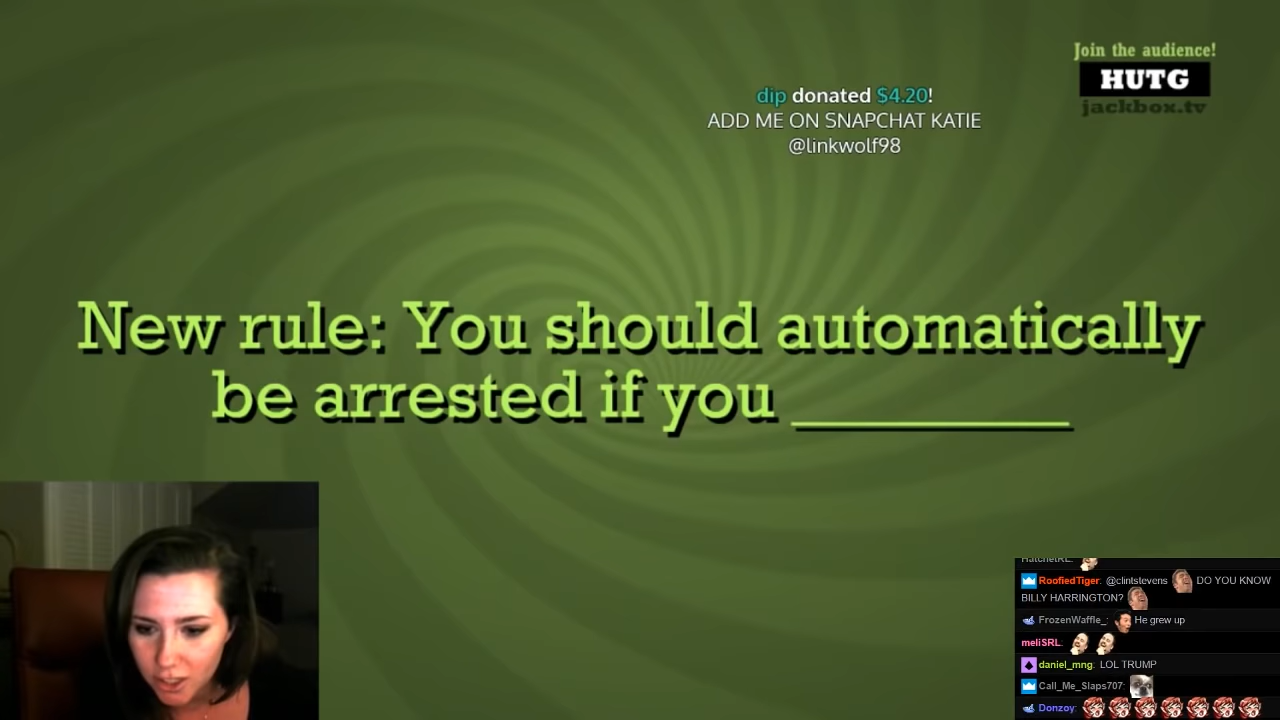 Join the audience!
HUTG
jackbox.tv
dip donated $4.20!
ADD ME ON SNAPCHAT KATIE
@linkwolf98
New rule: You should automatically
be arrested if you __________
HatchetRL:
RoofiedTiger: @clintstevens DO YOU KNOW
BILLY HARRINGTON?
FrozenWaffle_: He grew up
meliSRL:
daniel_mng: LOL TRUMP
Call_Me_Slaps707:
Donzoy: